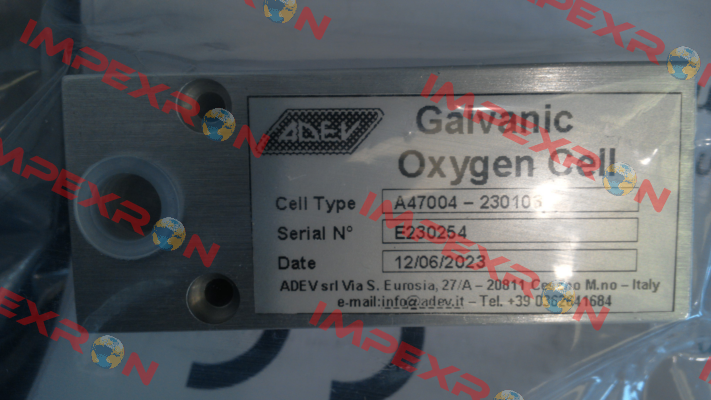 ADEV
Galvanic
Oxygen Cell
Cell Type A47004 - 230103
Serial N° E230254
Date 12/06/2023
ADEV srl Via S. Eurosia, 27/A – 20811 Cesano M.no – Italy
e-mail:info@adev.it – Tel. +39 0362641684
IMPEXRON